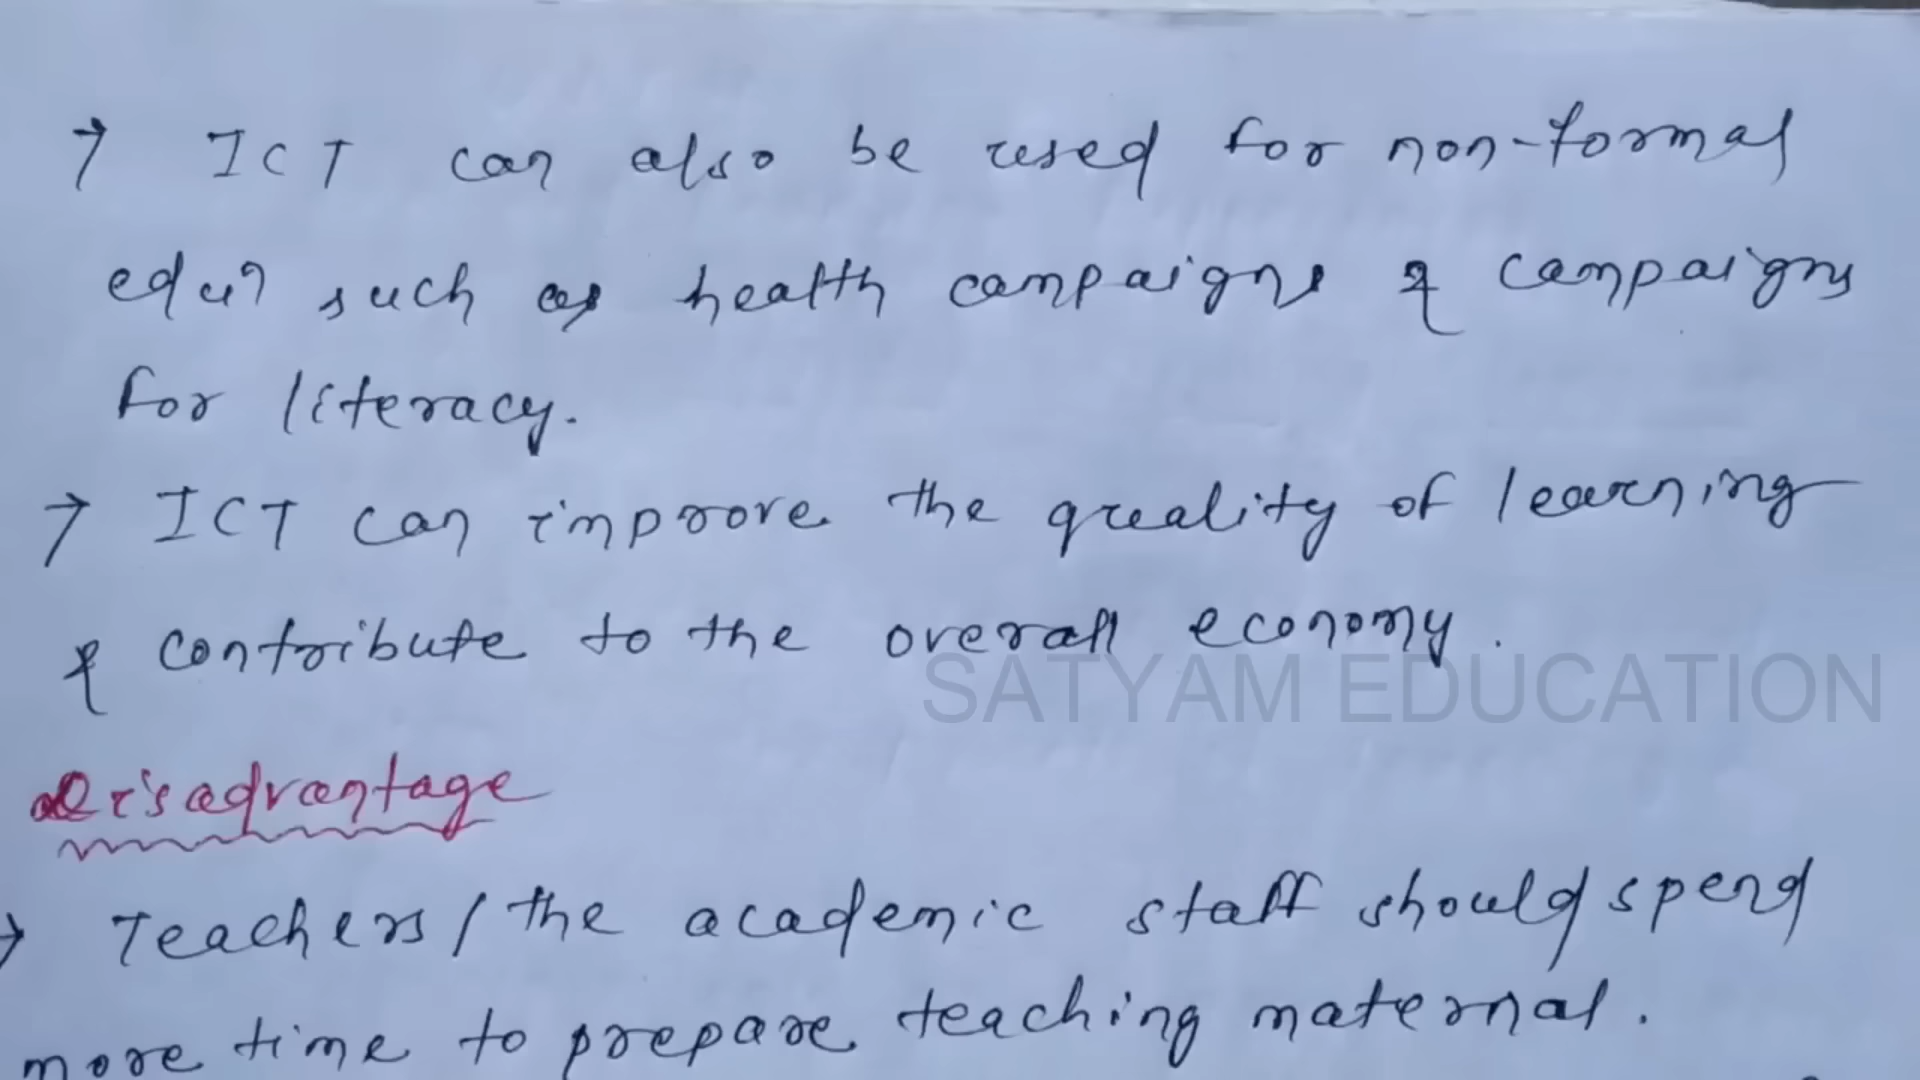 → ICT can also be used for non-formal
edun such as health campaigns & campaigns
for literacy.
→ ICT can improve the quality of learning
& contribute to the overall economy.
SATYAM EDUCATION
Disadvantage
→ Teachers/the academic staff should spend
more time to prepare teaching material.